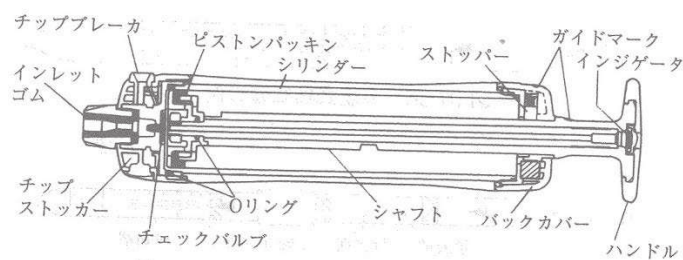 チップブレーカ
ピストンパッキン
シリンダー
ストッパー
ガイドマーク
インジゲータ
インレット
ゴム
チップ
ストッカー
Oリング
シャフト
バックカバー
チェックバルブ
ハンドル